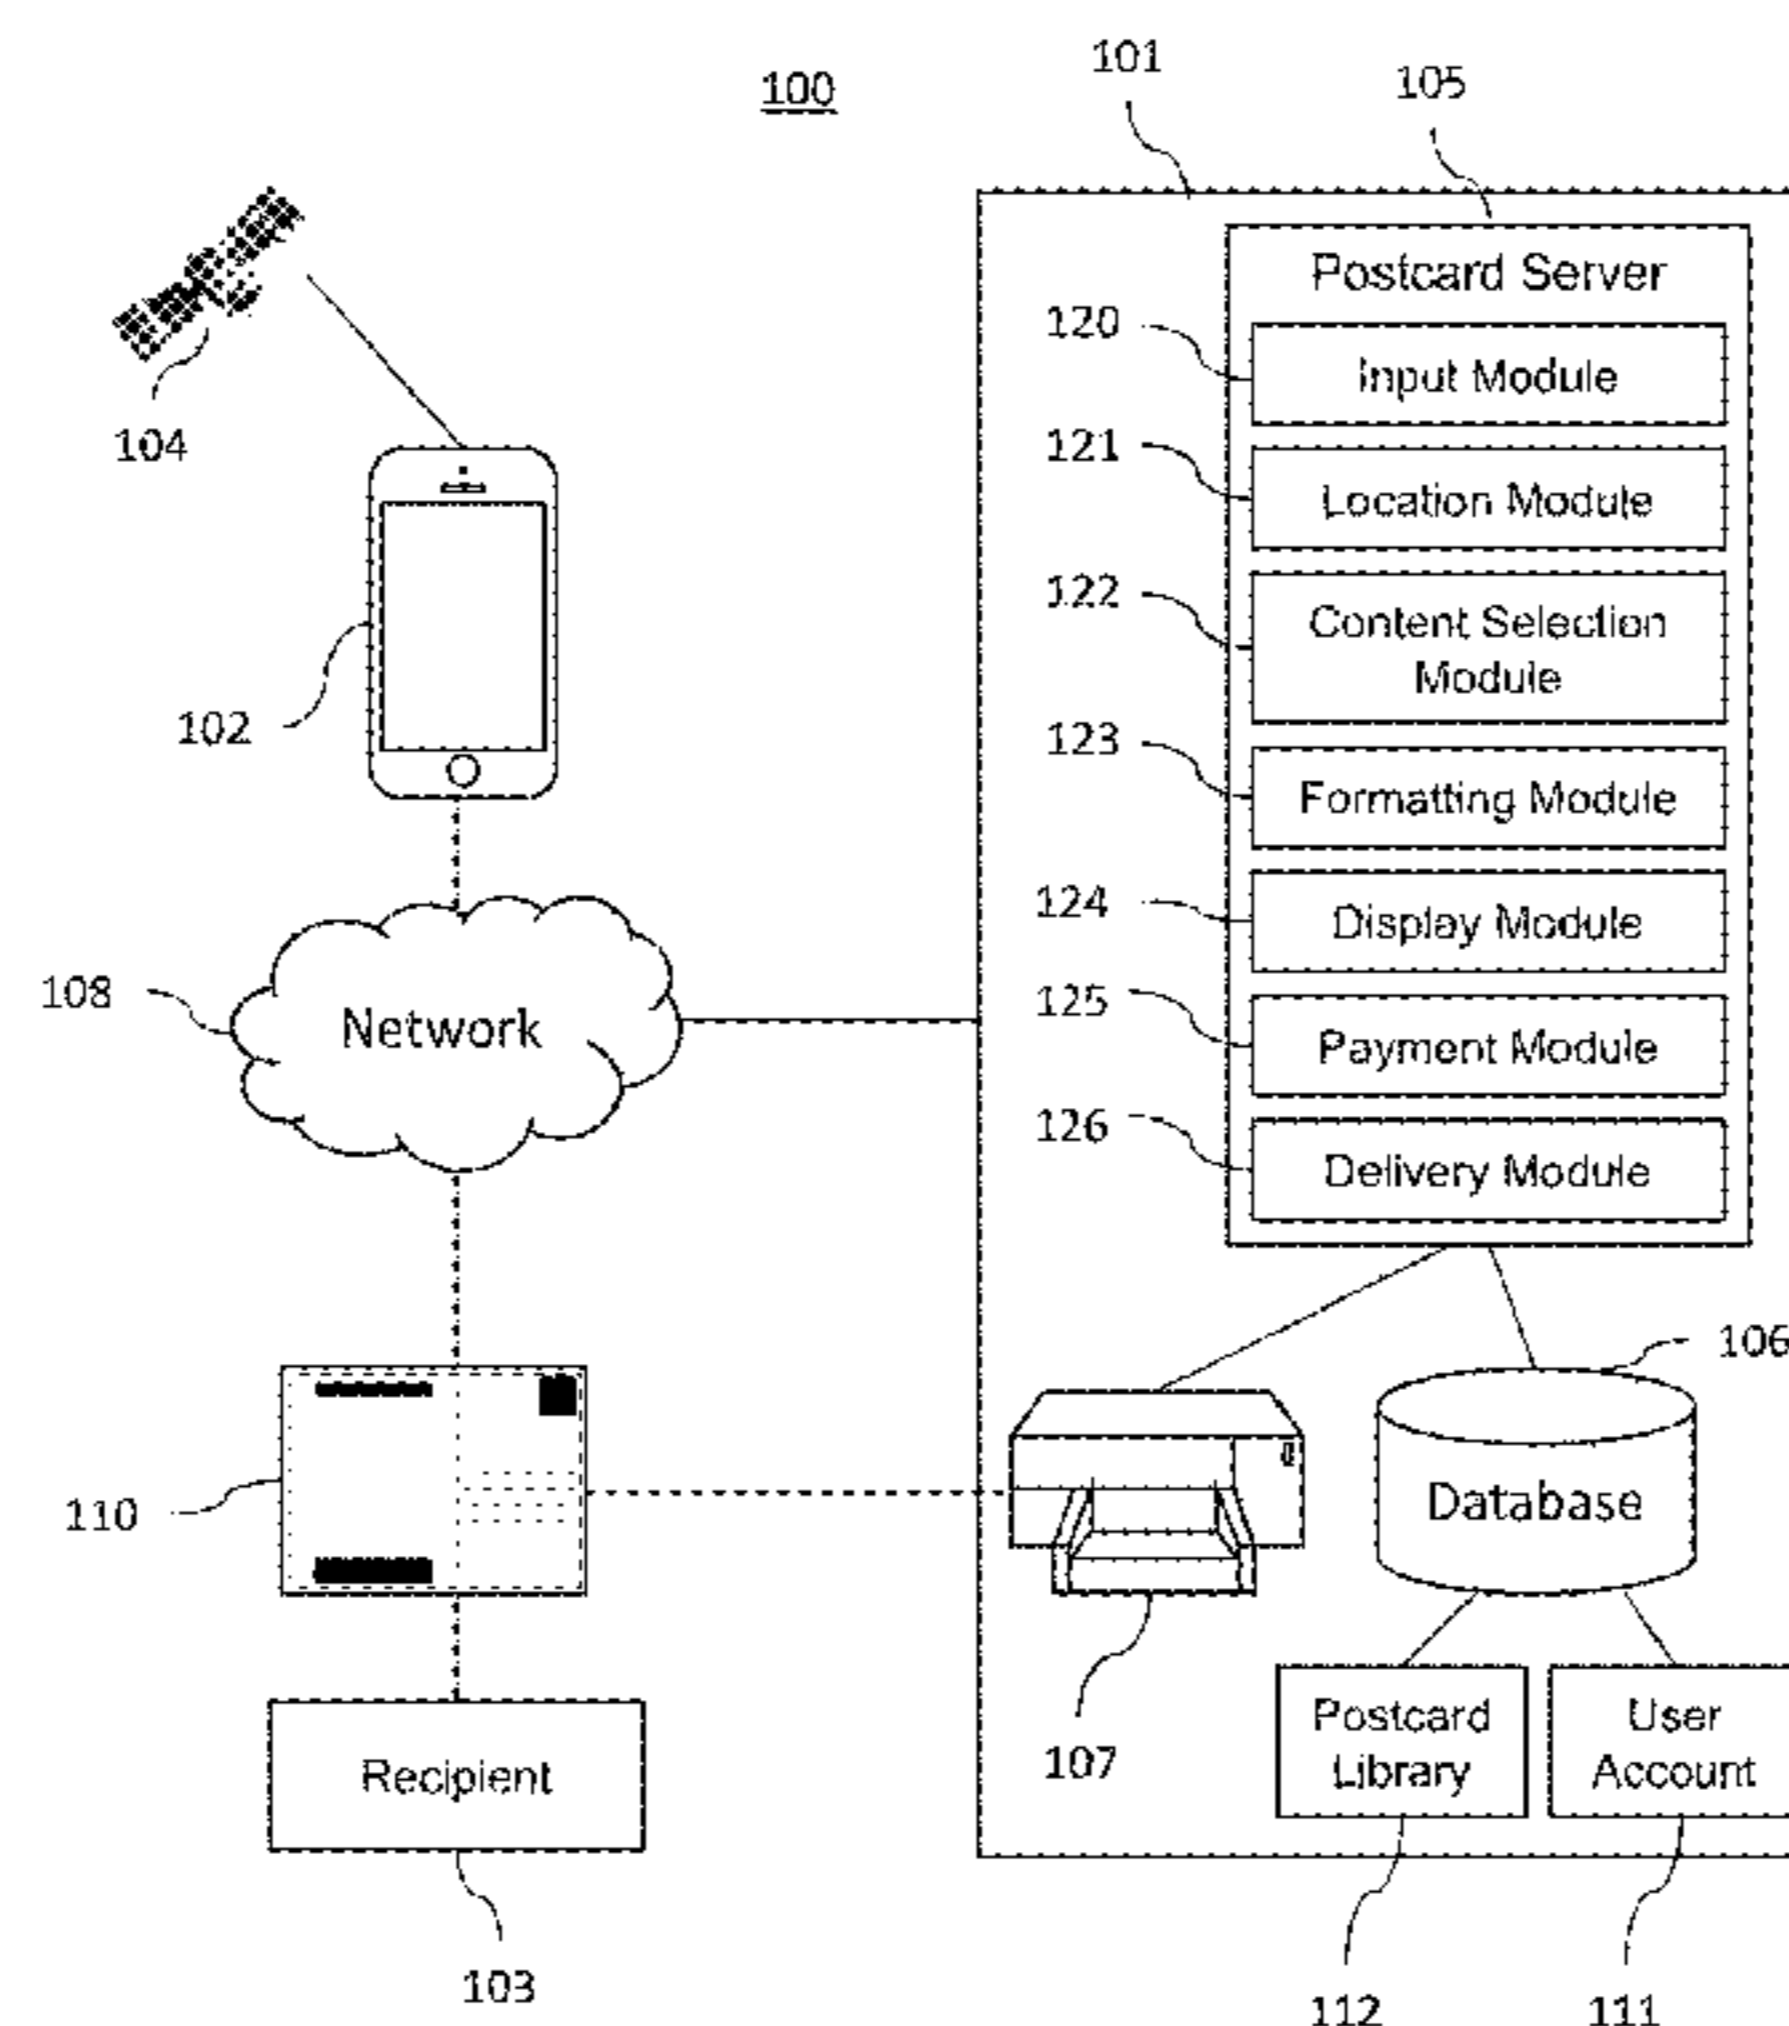 100
101
105
Postcard Server
120
Input Module
104
121
Location Module
122
Content Selection
Module
102
123
Formatting Module
124
Display Module
108
Network
125
Payment Module
126
Delivery Module
106
110
Database
Recipient
107
Postcard
Library
User
Account
103
112
111